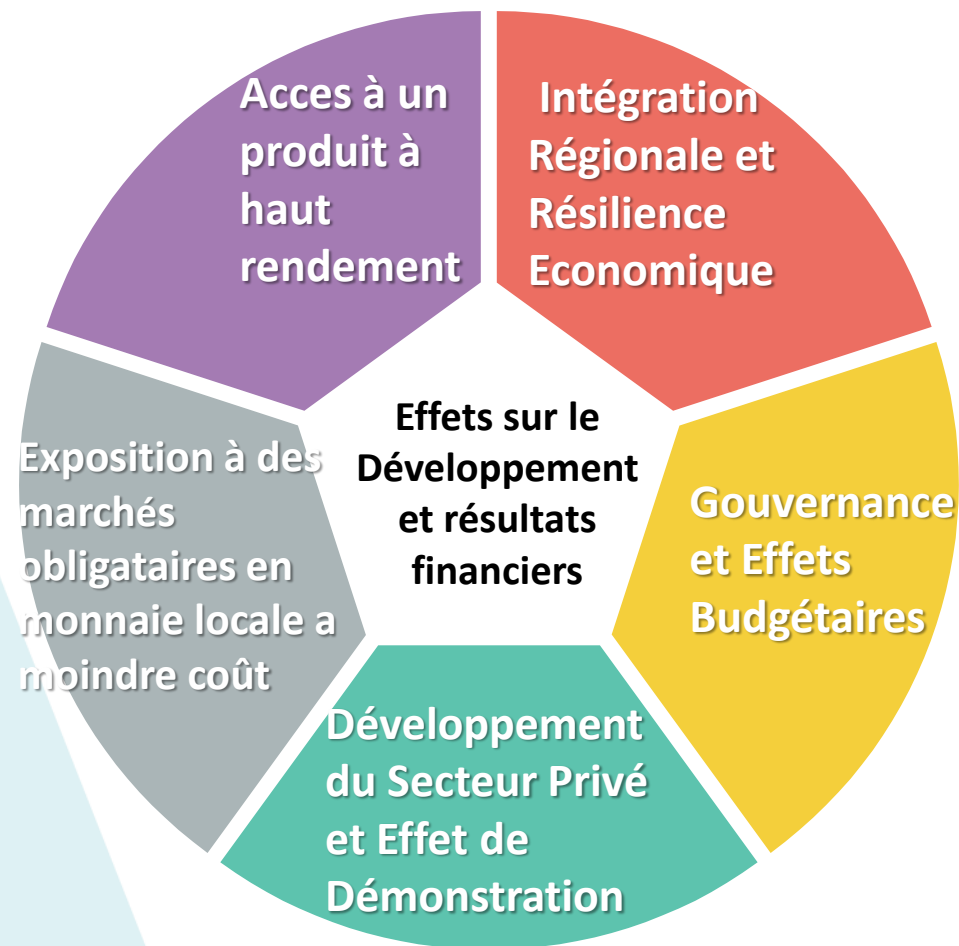 Acces à un
produit à
haut
rendement
Intégration
Régionale et
Résilience
Economique
Exposition à des
marchés
obligataires en
monnaie locale a
moindre coût
Effets sur le
Développement
et résultats
financiers
Gouvernance
et Effets
Budgétaires
Développement
du Secteur Privé
et Effet de
Démonstration